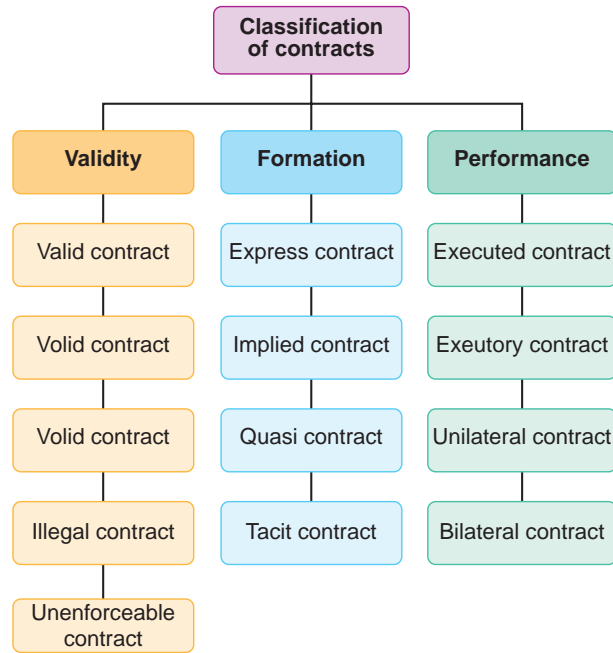 Classification
of contracts
Validity
Formation
Performance
Valid contract
Express contract
Executed contract
Volid contract
Implied contract
Exeutory contract
Volid contract
Quasi contract
Unilateral contract
Illegal contract
Tacit contract
Bilateral contract
Unenforceable
contract